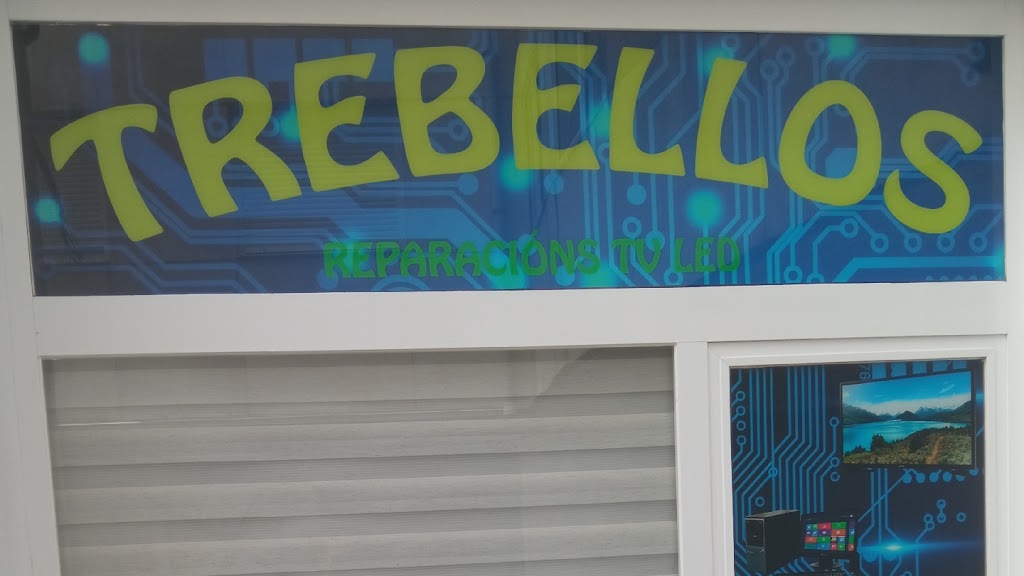 TREBELLOS
REPARACIÓNS TV LED